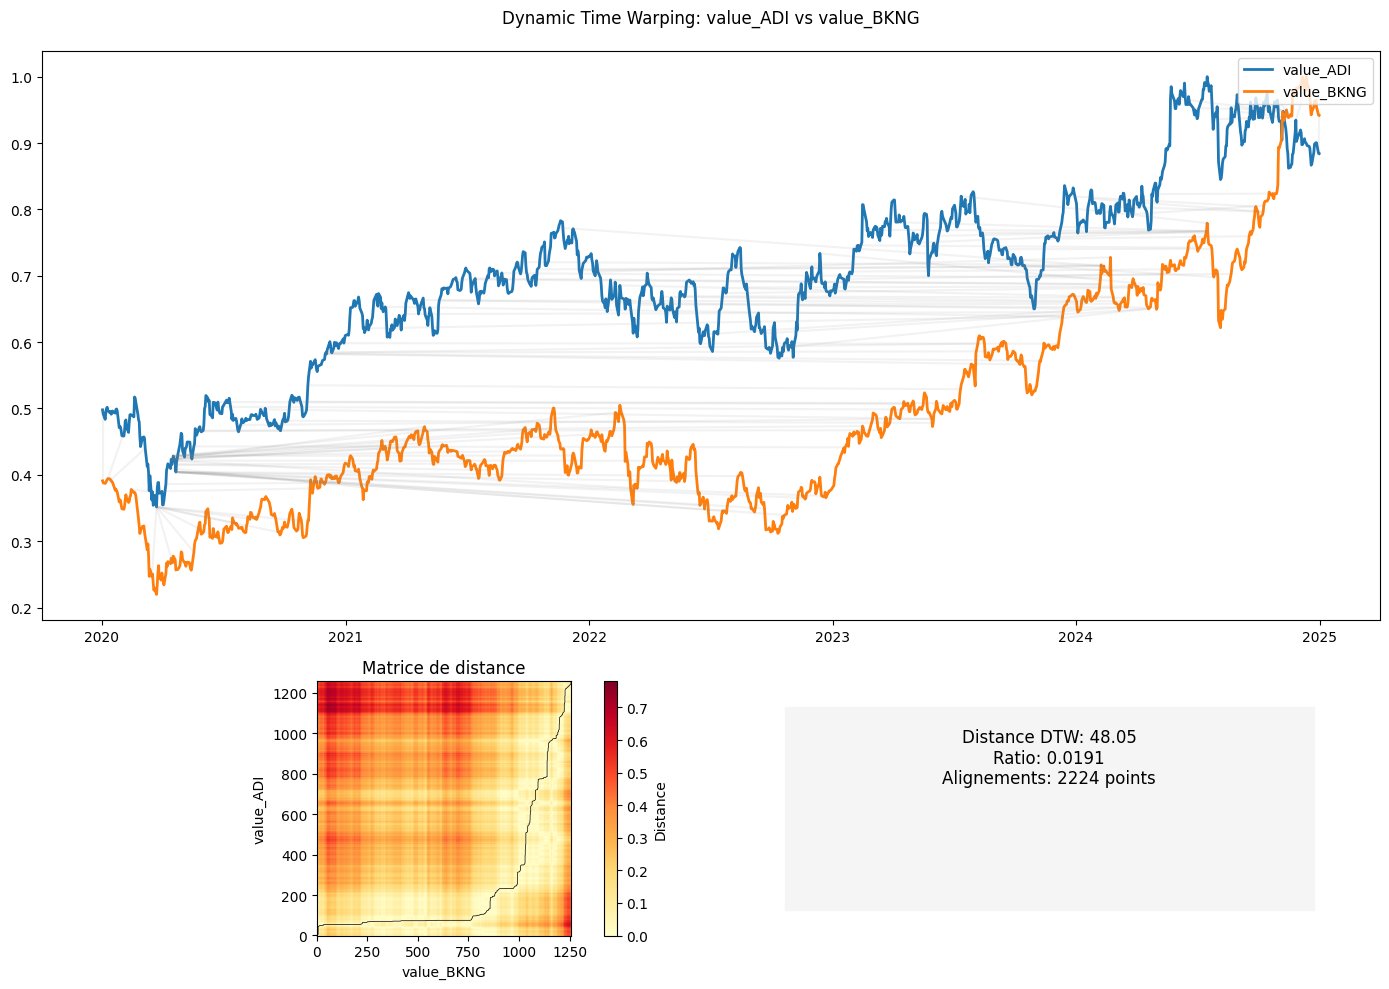 Dynamic Time Warping: value_ADI vs value_BKNG
value_ADI
value_BKNG
1.0
0.9
0.8
0.7
0.6
0.5
0.4
0.3
0.2
2020 2021 2022 2023 2024 2025
Matrice de distance
value_ADI
1200
1000
800
600
400
200
0
0 250 500 750 1000 1250
value_BKNG
0.7
0.6
0.5
0.4
0.3
0.2
0.1
0.0
Distance
Distance DTW: 48.05
Ratio: 0.0191
Alignements: 2224 points